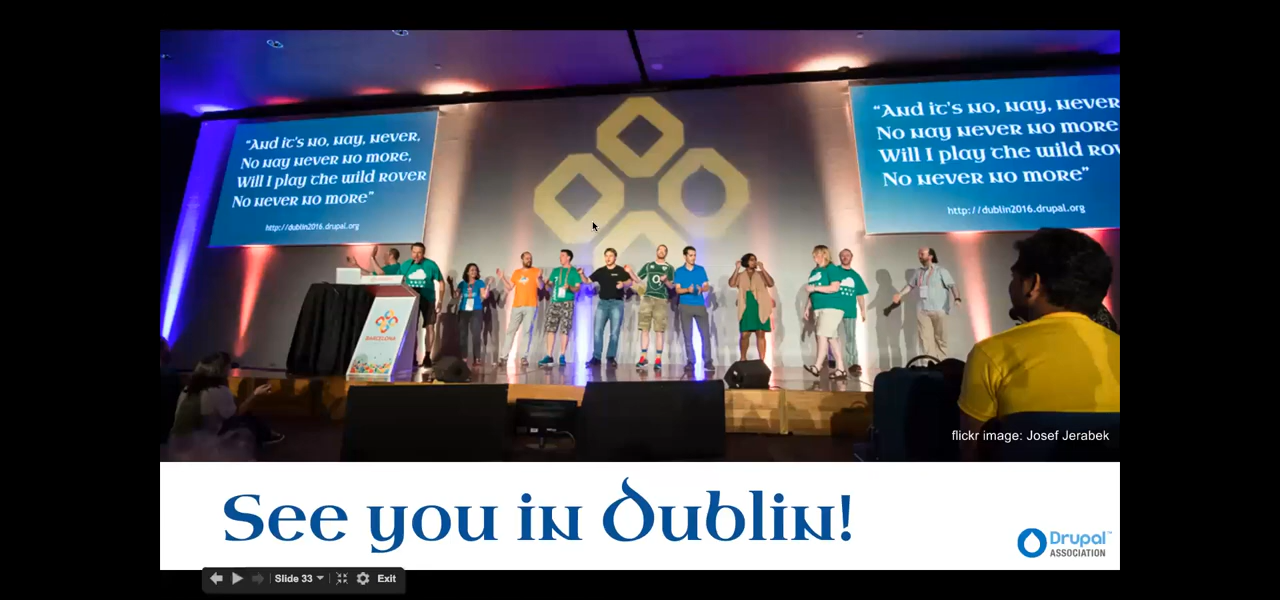 “And it's no, nay, never,
No nay never no more,
Will I play the wild rover
No never no more”
http://dublin2016.drupal.org
“And it's no, nay, never
No nay never no more
Will I play the wild rov
No never no more”
http://dublin2016.drupal.org
BARCELONA
flickr image: Josef Jerabek
See you in Dublin!
Drupal™
ASSOCIATION
Slide 33
Exit